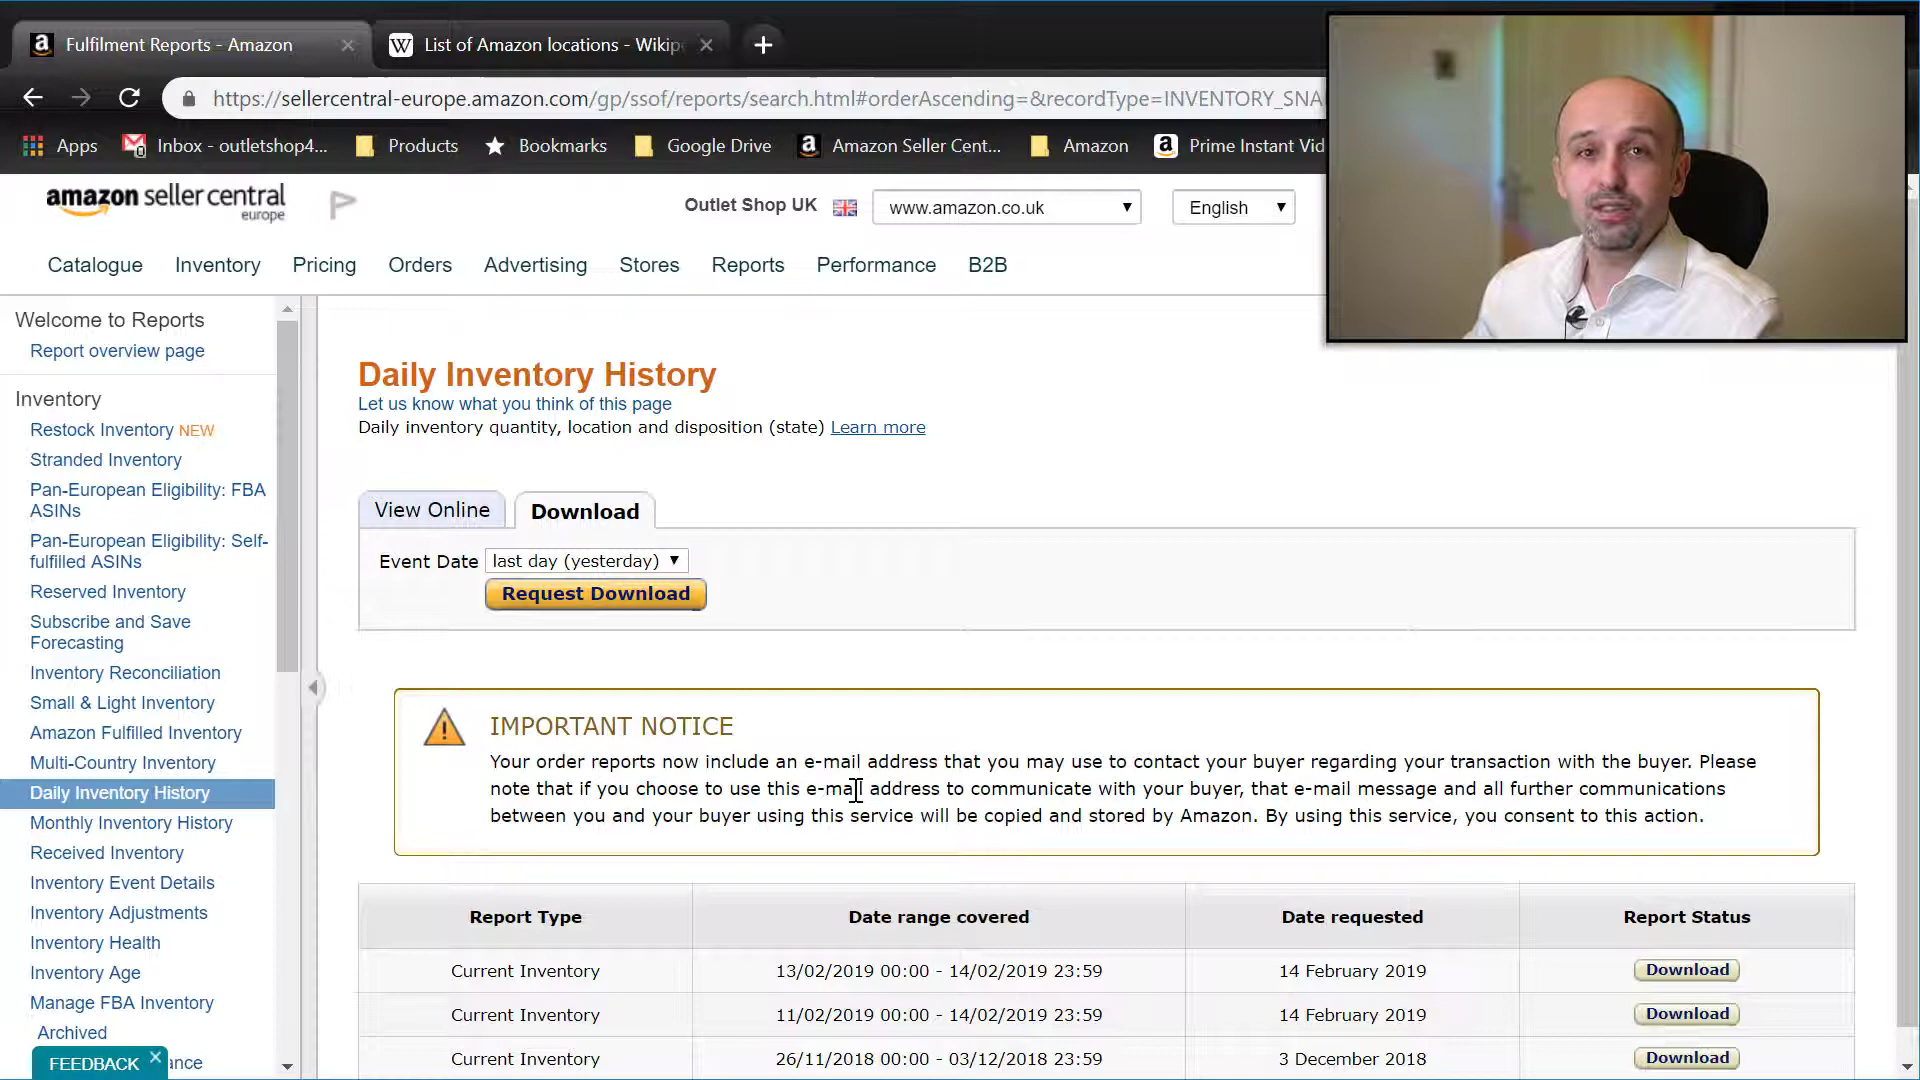 Fulfilment Reports - Amazon
List of Amazon locations - Wikip
https://sellercentral-europe.amazon.com/gp/ssof/reports/search.html#orderAscending=&recordType=INVENTORY_SNA
Apps
Inbox - outletshop4...
Products
Bookmarks
Google Drive
Amazon Seller Cent...
Amazon
Prime Instant Vid
amazon seller central
europe
Outlet Shop UK
www.amazon.co.uk
English
Catalogue
Inventory
Pricing
Orders
Advertising
Stores
Reports
Performance
B2B
Welcome to Reports
Report overview page
Inventory
Restock Inventory NEW
Stranded Inventory
Pan-European Eligibility: FBA
ASINs
Pan-European Eligibility: Self-
fulfilled ASINs
Reserved Inventory
Subscribe and Save
Forecasting
Inventory Reconciliation
Small & Light Inventory
Amazon Fulfilled Inventory
Multi-Country Inventory
Daily Inventory History
Monthly Inventory History
Received Inventory
Inventory Event Details
Inventory Adjustments
Inventory Health
Inventory Age
Manage FBA Inventory
Archived
ance
FEEDBACK
Daily Inventory History
Let us know what you think of this page
Daily inventory quantity, location and disposition (state) Learn more
View Online
Download
Event Date last day (yesterday)
Request Download
IMPORTANT NOTICE
Your order reports now include an e-mail address that you may use to contact your buyer regarding your transaction with the buyer. Please
note that if you choose to use this e-mail address to communicate with your buyer, that e-mail message and all further communications
between you and your buyer using this service will be copied and stored by Amazon. By using this service, you consent to this action.
Report Type Date range covered Date requested Report Status
Current Inventory 13/02/2019 00:00 - 14/02/2019 23:59 14 February 2019 Download
Current Inventory 11/02/2019 00:00 - 14/02/2019 23:59 14 February 2019 Download
Current Inventory 26/11/2018 00:00 - 03/12/2018 23:59 3 December 2018 Download